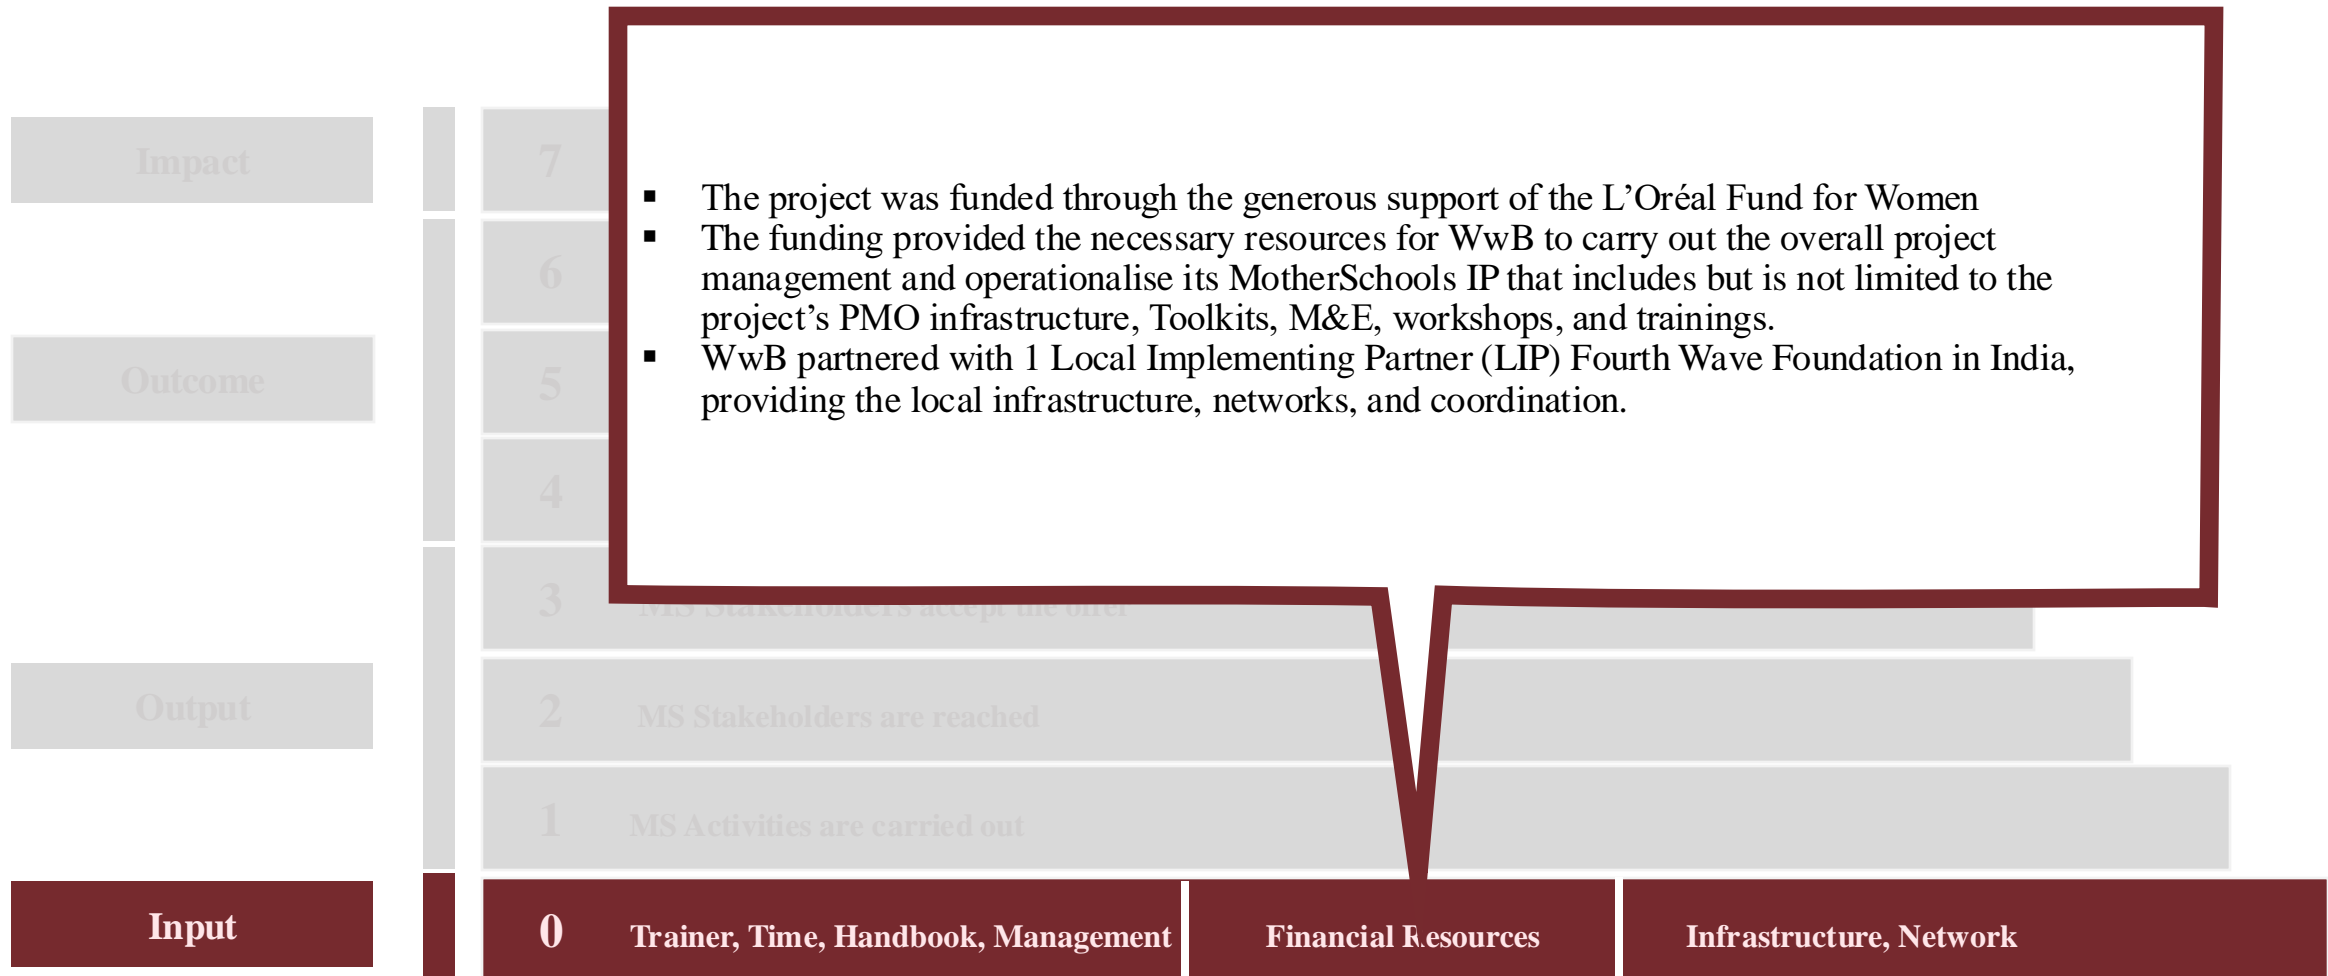 ▪ The project was funded through the generous support of the L’Oréal Fund for Women
▪ The funding provided the necessary resources for WwB to carry out the overall project
management and operationalise its MotherSchools IP that includes but is not limited to the
project’s PMO infrastructure, Toolkits, M&E, workshops, and trainings.
▪ WwB partnered with 1 Local Implementing Partner (LIP) Fourth Wave Foundation in India,
providing the local infrastructure, networks, and coordination.
Impact
7
6
Outcome
5
4
3 MS Stakeholders accept the offer
Output
2 MS Stakeholders are reached
1 MS Activities are carried out
Input
0 Trainer, Time, Handbook, Management
Financial Resources
Infrastructure, Network